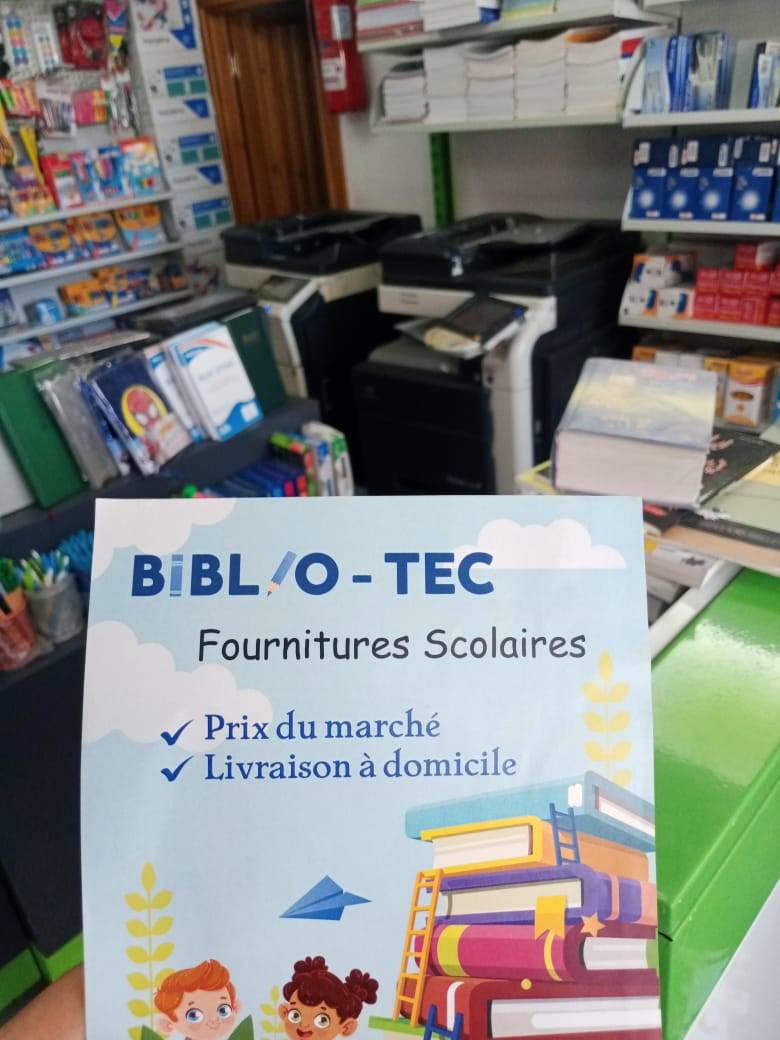 BiBLiO - TEC
Fournitures Scolaires
✓ Prix du marché
✓ Livraison à domicile